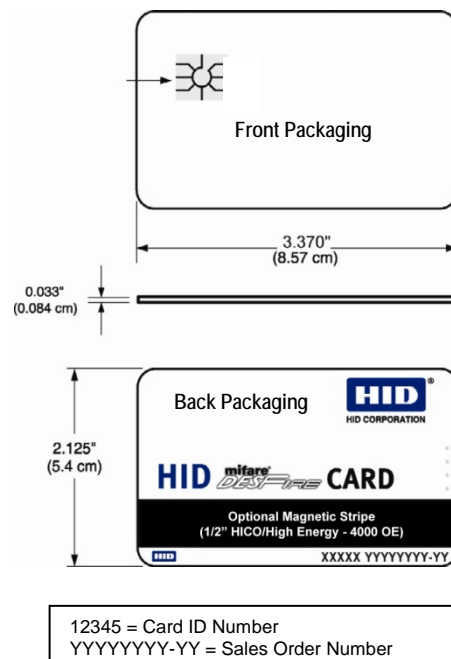 Front Packaging
3.370"
(8.57 cm)
0.033"
(0.084 cm)
Back Packaging
HID®
HID CORPORATION
2.125"
(5.4 cm)
HID mifare® DESFire CARD
Optional Magnetic Stripe
(1/2" HICO/High Energy - 4000 OE)
HID
XXXXX YYYYYYYY-YY
12345 = Card ID Number
YYYYYYYY-YY = Sales Order Number